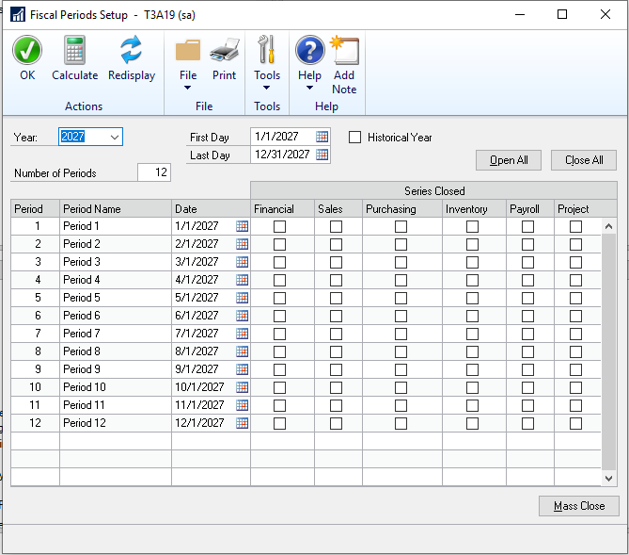 Fiscal Periods Setup - T3A19 (sa)
OK Calculate Redisplay File Print Tools Help Add Note
Actions File Tools Help
Year: 2027 First Day 1/1/2027 Historical Year
Last Day 12/31/2027
Open All Close All
Number of Periods 12
Series Closed
Period Period Name Date Financial Sales Purchasing Inventory Payroll Project
1 Period 1 1/1/2027
2 Period 2 2/1/2027
3 Period 3 3/1/2027
4 Period 4 4/1/2027
5 Period 5 5/1/2027
6 Period 6 6/1/2027
7 Period 7 7/1/2027
8 Period 8 8/1/2027
9 Period 9 9/1/2027
10 Period 10 10/1/2027
11 Period 11 11/1/2027
12 Period 12 12/1/2027
Mass Close